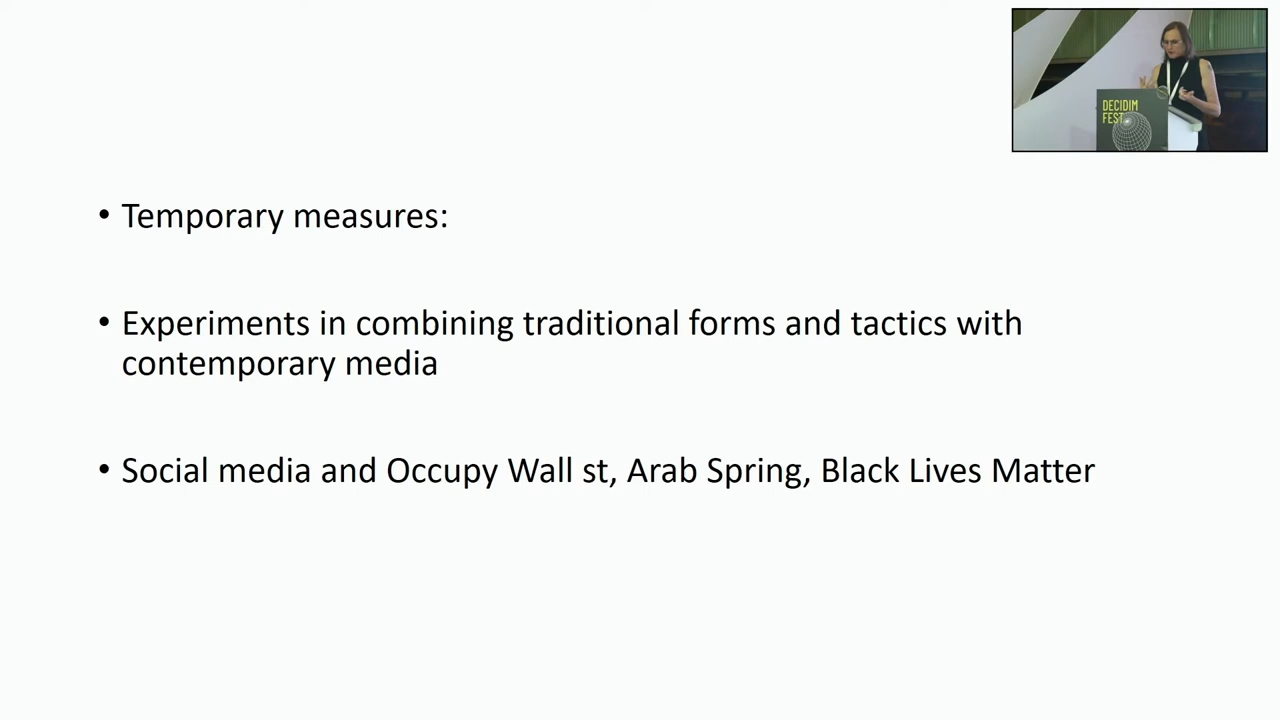 DECIDIM
FEST
• Temporary measures:
• Experiments in combining traditional forms and tactics with
contemporary media
• Social media and Occupy Wall st, Arab Spring, Black Lives Matter